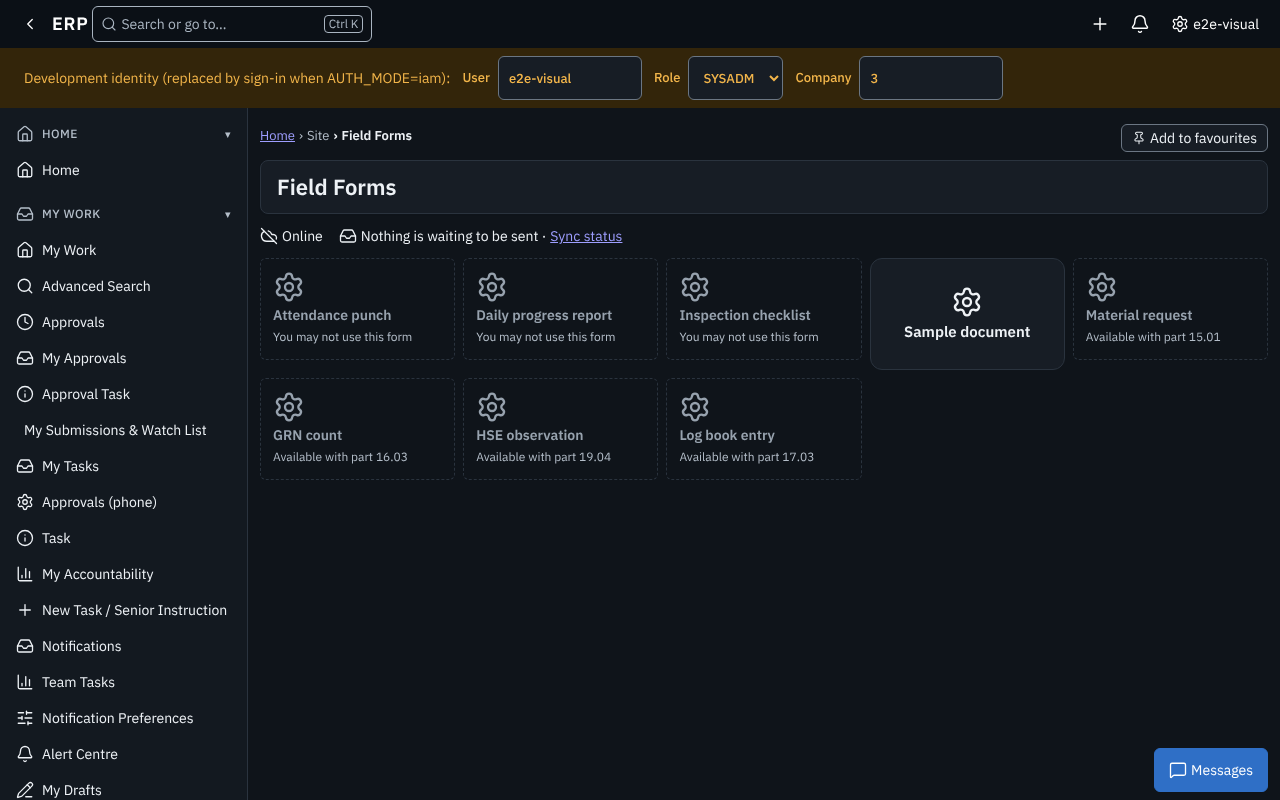 ERP
Search or go to...
Ctrl K
e2e-visual
Development identity (replaced by sign-in when AUTH_MODE=iam):
User
e2e-visual
Role
SYSADM
Company
3
HOME
Home
MY WORK
My Work
Advanced Search
Approvals
My Approvals
Approval Task
My Submissions & Watch List
My Tasks
Approvals (phone)
Task
My Accountability
New Task / Senior Instruction
Notifications
Team Tasks
Notification Preferences
Alert Centre
My Drafts
Home › Site › Field Forms
Add to favourites
Field Forms
Online
Nothing is waiting to be sent · Sync status
Attendance punch
You may not use this form
Daily progress report
You may not use this form
Inspection checklist
You may not use this form
Sample document
Material request
Available with part 15.01
GRN count
Available with part 16.03
HSE observation
Available with part 19.04
Log book entry
Available with part 17.03
Messages